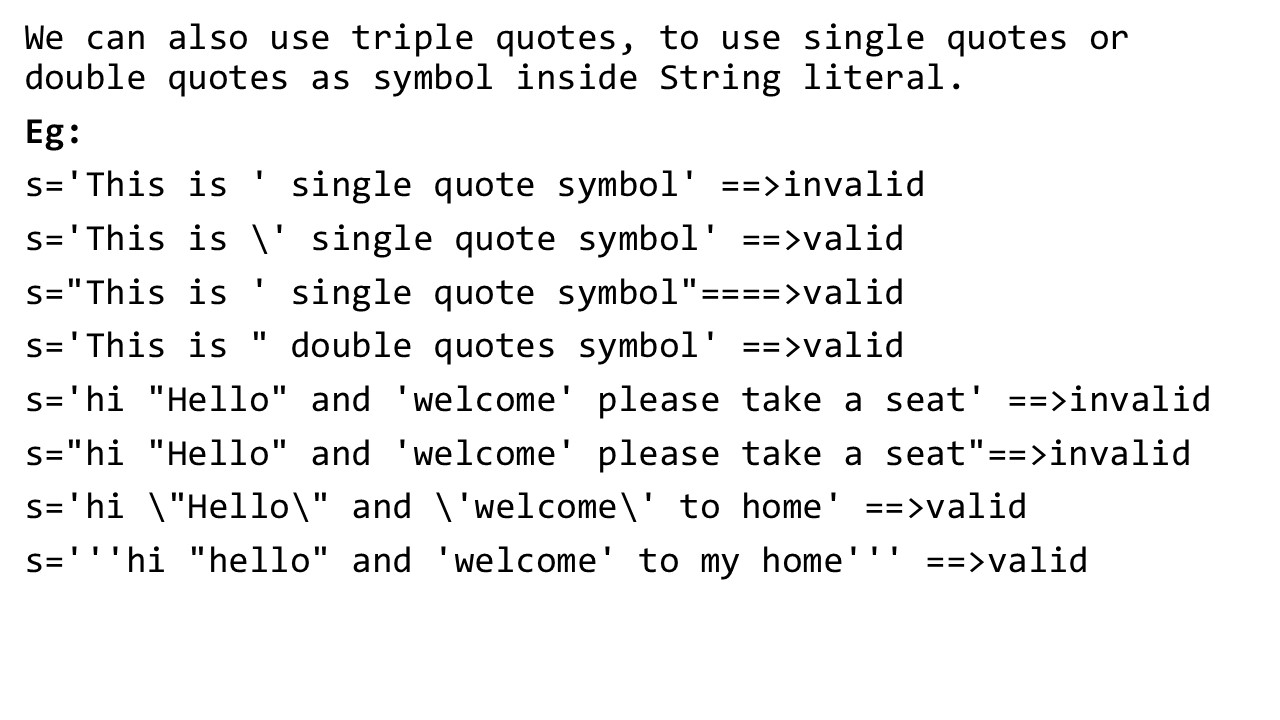 We can also use triple quotes, to use single quotes or
double quotes as symbol inside String literal.
Eg:
s='This is ' single quote symbol' ==>invalid
s='This is \' single quote symbol' ==>valid
s="This is ' single quote symbol"====>valid
s='This is " double quotes symbol' ==>valid
s='hi "Hello" and 'welcome' please take a seat' ==>invalid
s="hi "Hello" and 'welcome' please take a seat"==>invalid
s='hi \"Hello\" and \'welcome\' to home' ==>valid
s='''hi "hello" and 'welcome' to my home''' ==>valid